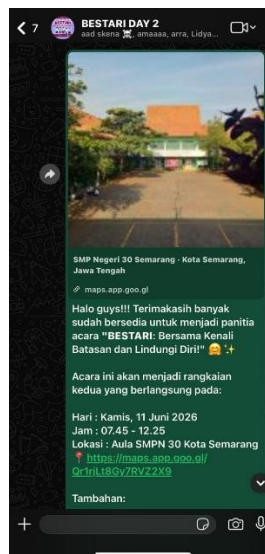 7
BESTARI DAY 2
aad skena ☠️, amaaaa, arra, Lidya...
SMP Negeri 30 Semarang · Kota Semarang,
Jawa Tengah
maps.app.goo.gl
Halo guys!!! Terimakasih banyak
sudah bersedia untuk menjadi panitia
acara "BESTARI: Bersama Kenali
Batasan dan Lindungi Diri!" 🤗✨
Acara ini akan menjadi rangkaian
kedua yang berlangsung pada:
Hari : Kamis, 11 Juni 2026
Jam : 07.45 - 12.25
Lokasi : Aula SMPN 30 Kota Semarang
📍 https://maps.app.goo.gl/
Qr1rjLt8Gy7RVZ2X9
Tambahan: